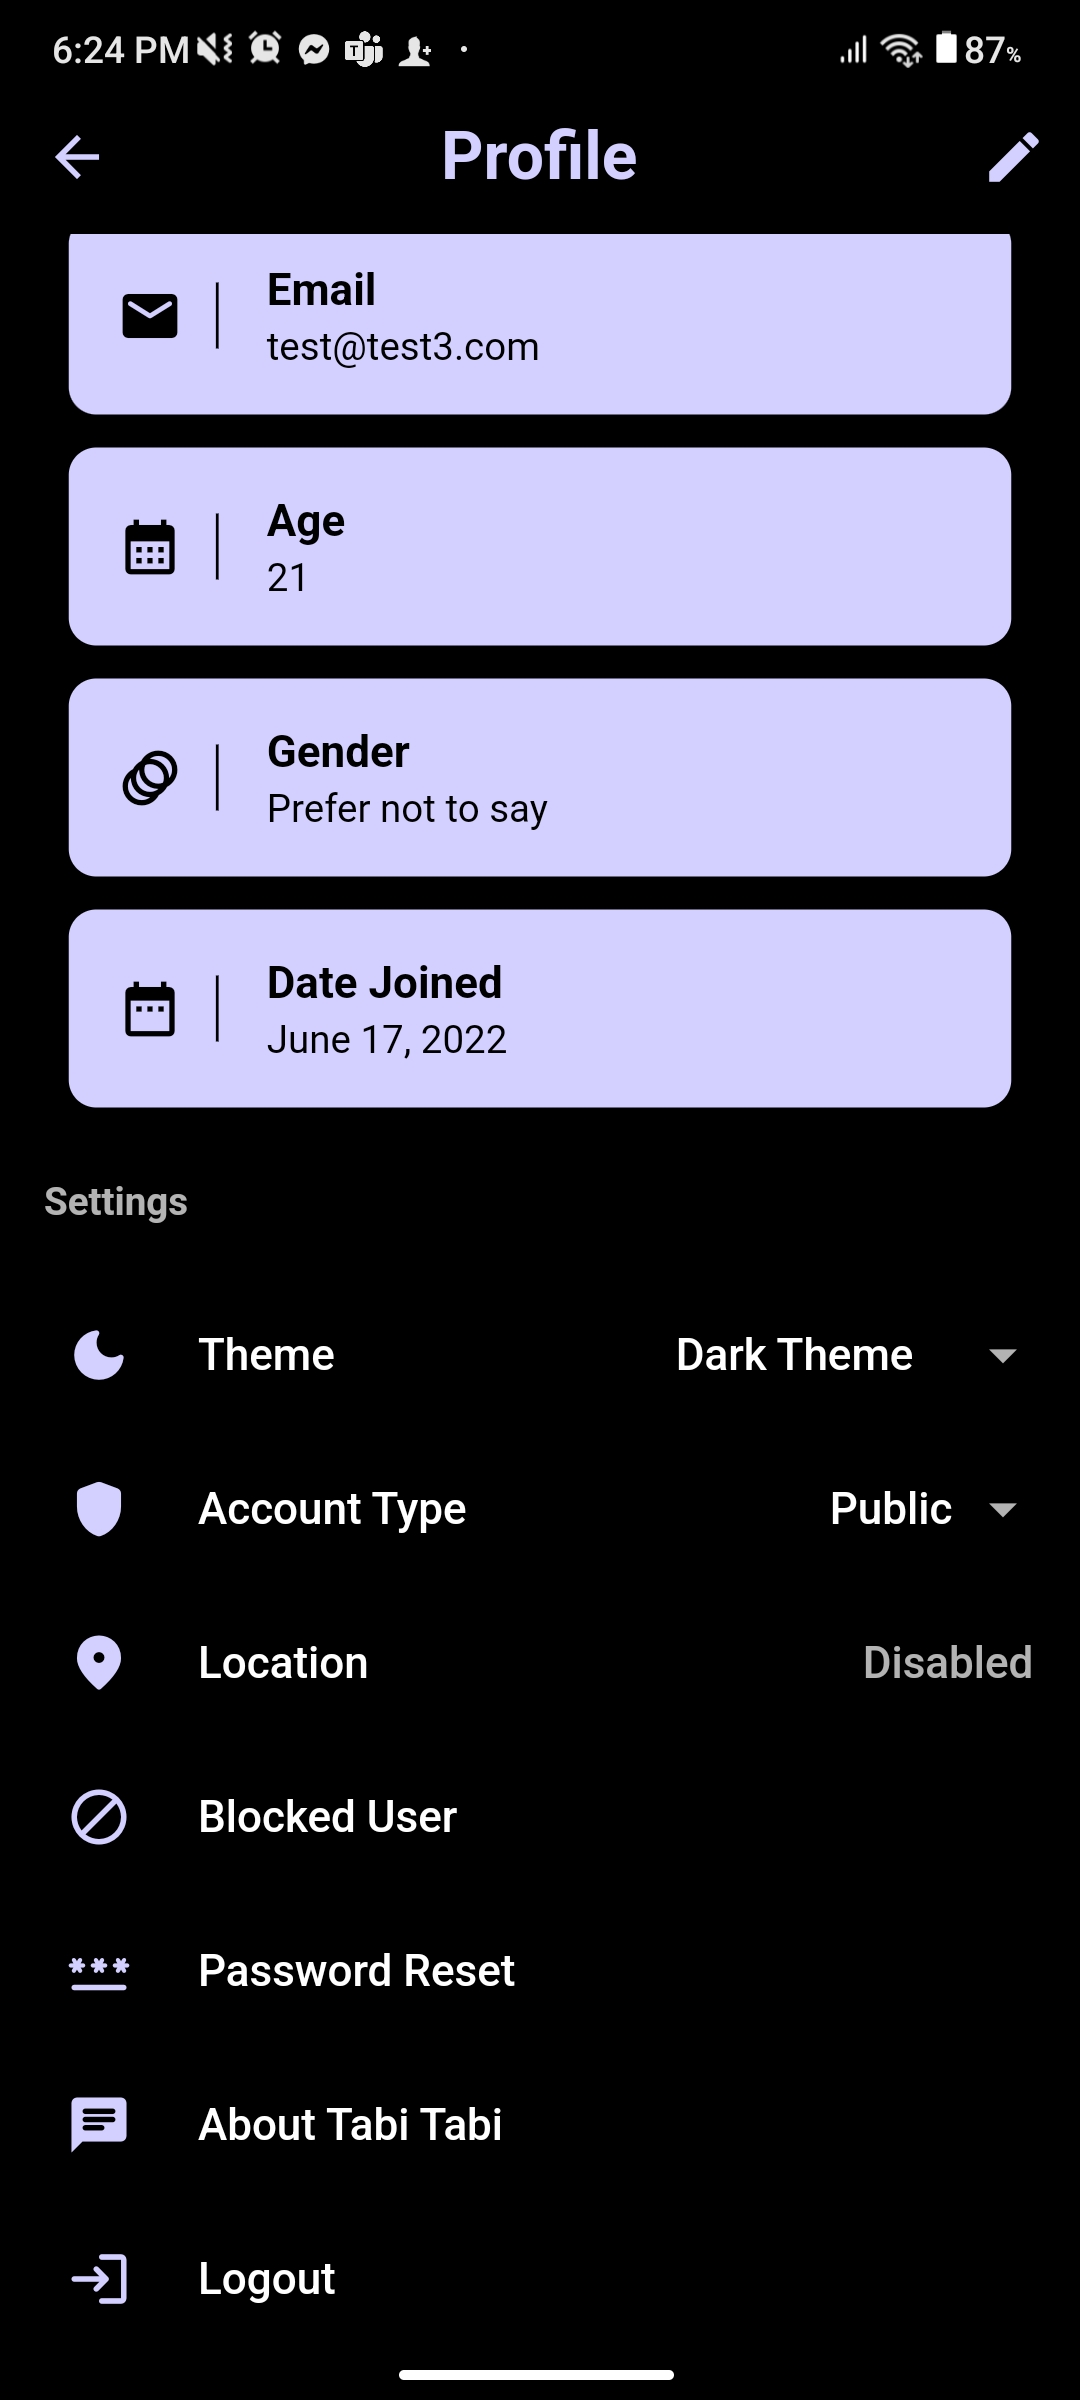 6:24 PM 87%
Profile
Email
test@test3.com
Age
21
Gender
Prefer not to say
Date Joined
June 17, 2022
Settings
Theme Dark Theme
Account Type Public
Location Disabled
Blocked User
Password Reset
About Tabi Tabi
Logout